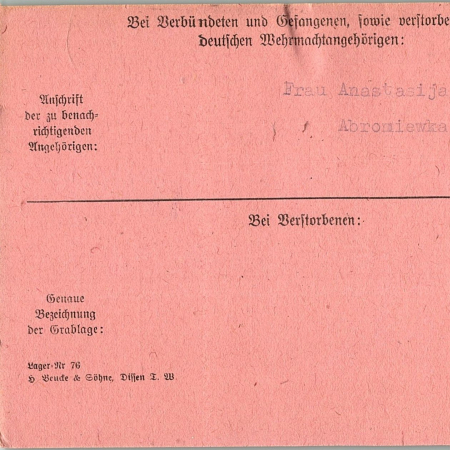 Bei Verbündeten und Gefangenen, sowie verstorbe
deutschen Wehrmachtangehörigen:
Frau Anastasija
Abromiewka
Anschrift
der zu benach-
richtigenden
Angehörigen:
Bei Verstorbenen:
Genaue
Bezeichnung
der Grablage:
Lager-Nr 76
H Beucke & Söhne, Dissen T. W.